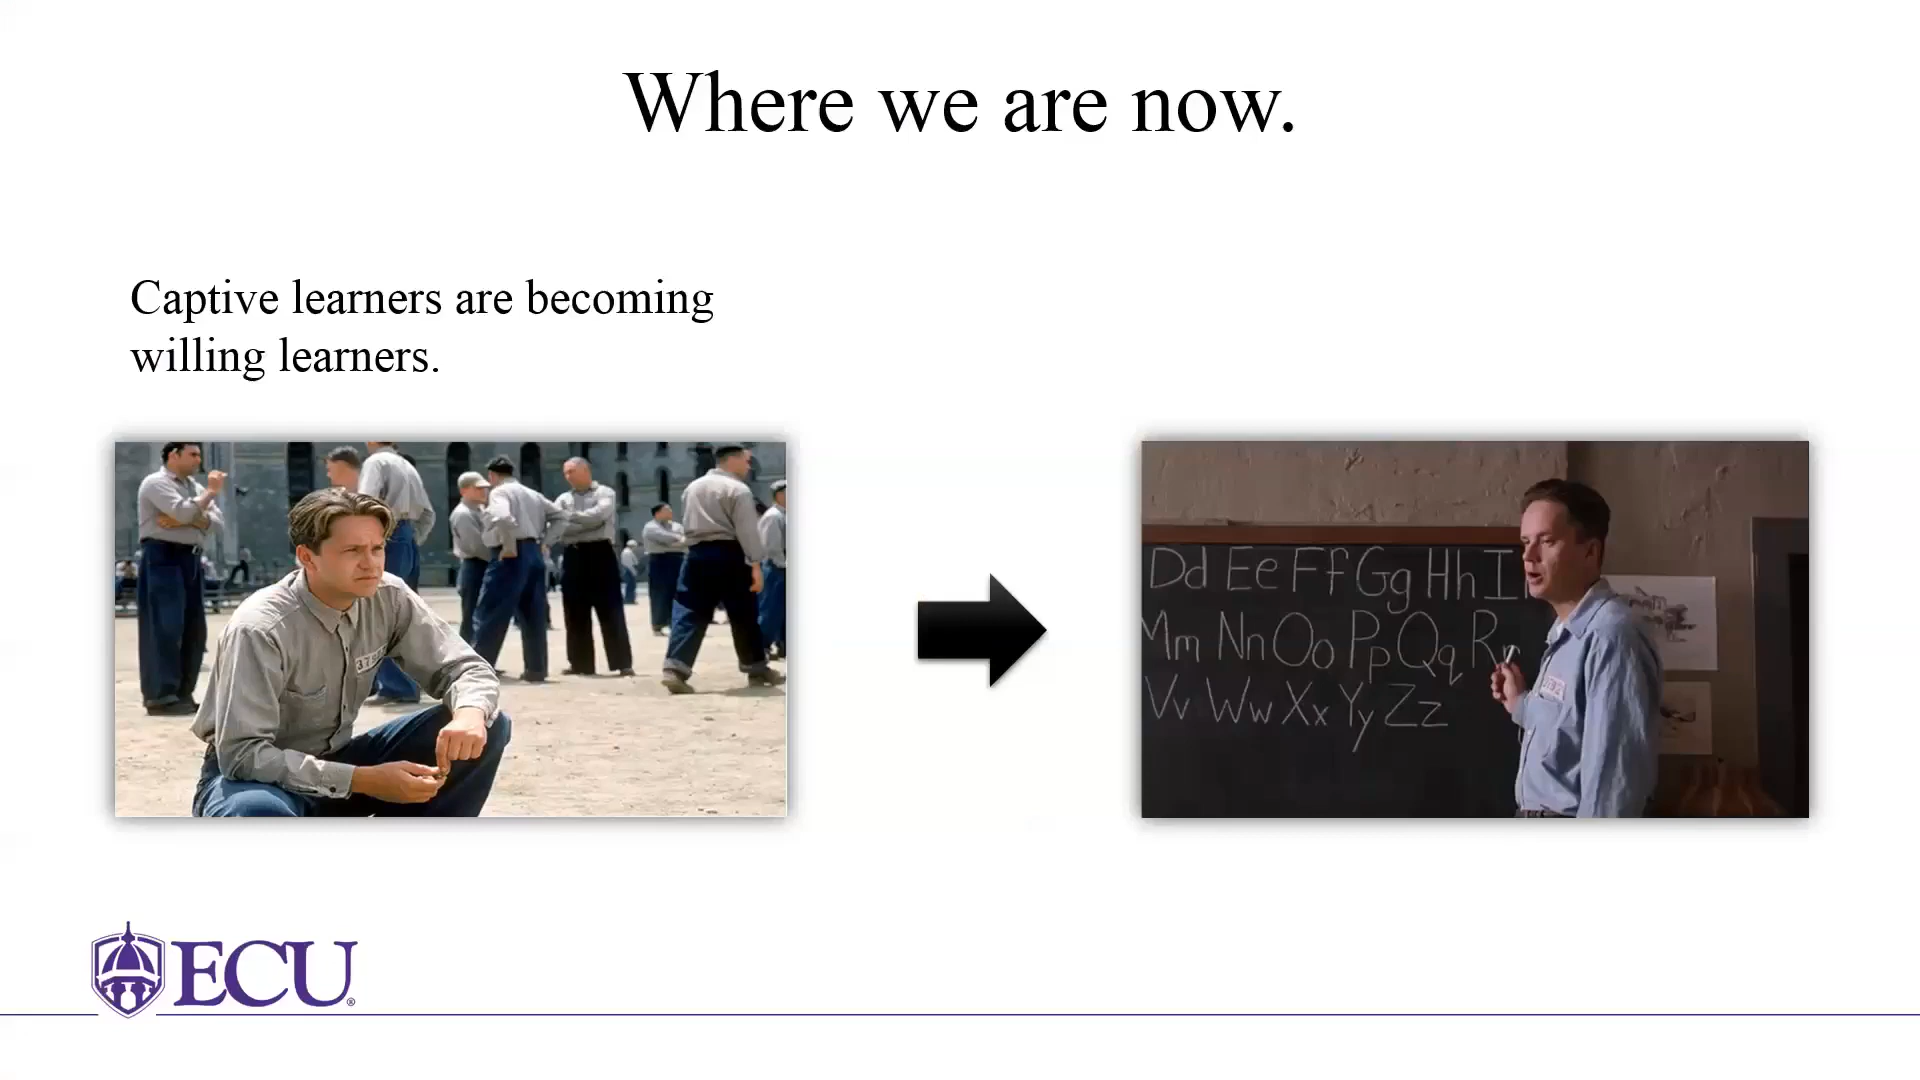 Where we are now.
Captive learners are becoming
willing learners.
Dd Ee Ff Gg Hh I
Mm Nn Oo Pp Qq Rr
Vv Ww Xx Yy Zz
ECU®